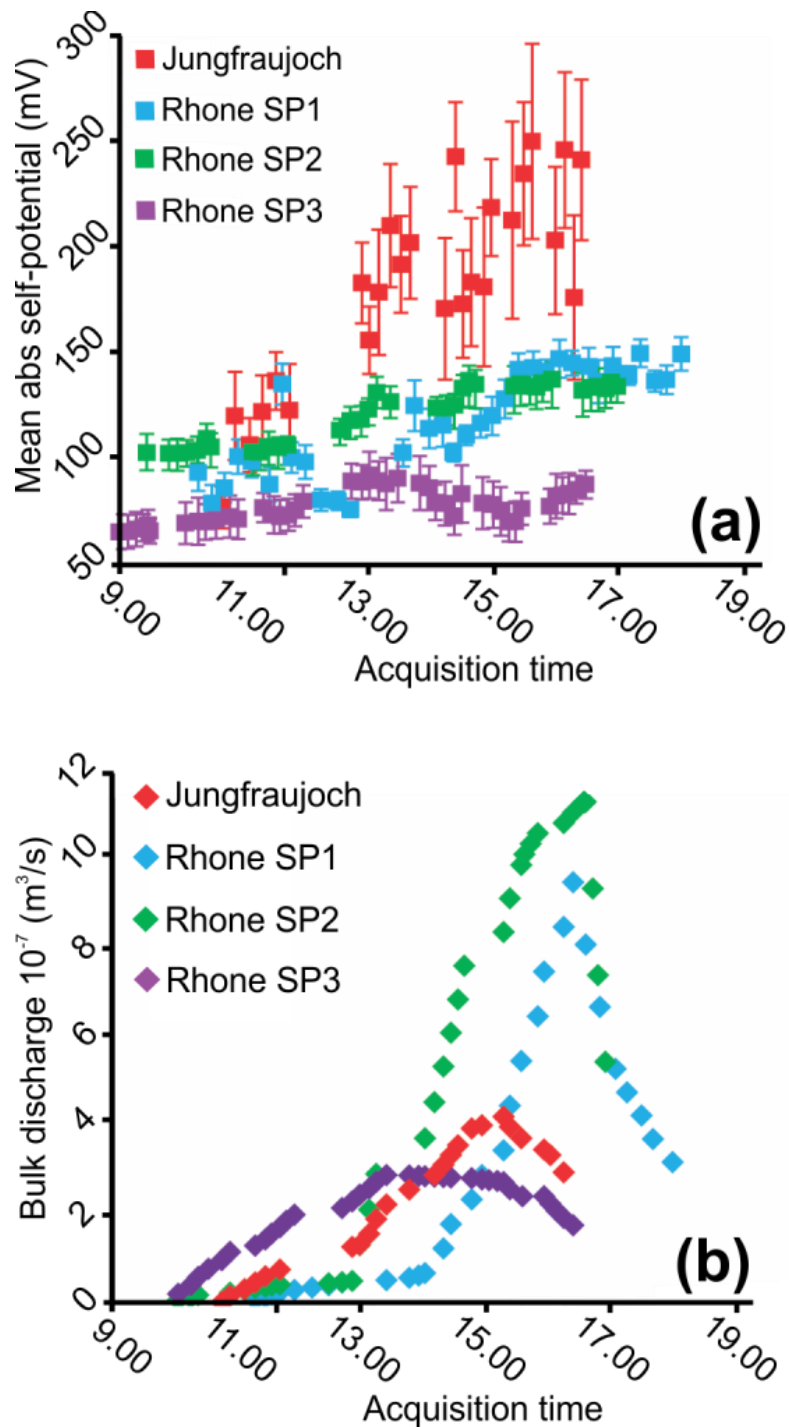 300
250
200
150
100
50
Mean abs self-potential (mV)
Jungfraujoch
Rhone SP1
Rhone SP2
Rhone SP3
(a)
9.00
11.00
13.00
15.00
17.00
19.00
Acquisition time
12
10
8
6
4
2
0
Bulk discharge 10⁻⁷ (m³/s)
Jungfraujoch
Rhone SP1
Rhone SP2
Rhone SP3
(b)
9.00
11.00
13.00
15.00
17.00
19.00
Acquisition time